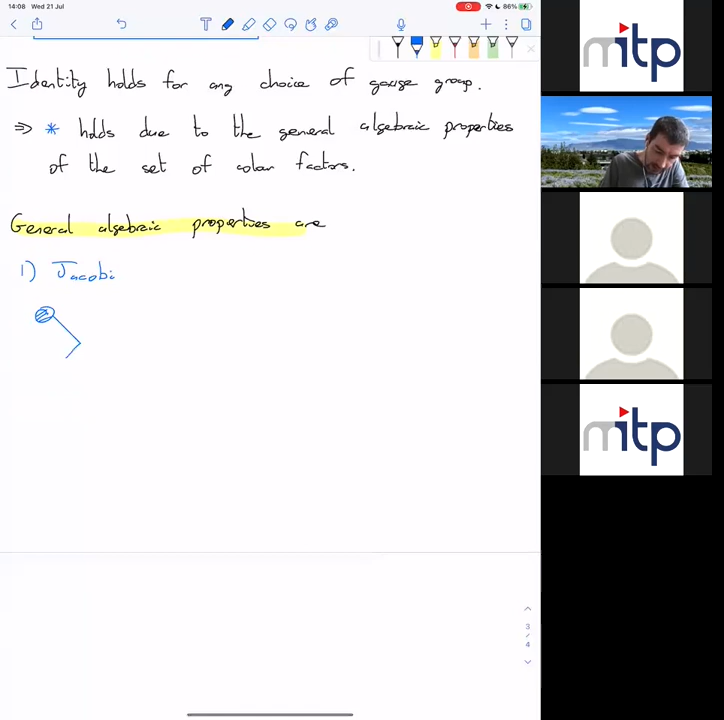 14:08 Wed 21 Jul
86%
Identity holds for any choice of gauge group.
⇒ * holds due to the general algebraic properties
of the set of colour factors.
General algebraic properties are
1) Jacobi
3
/
4
mitp
mitp